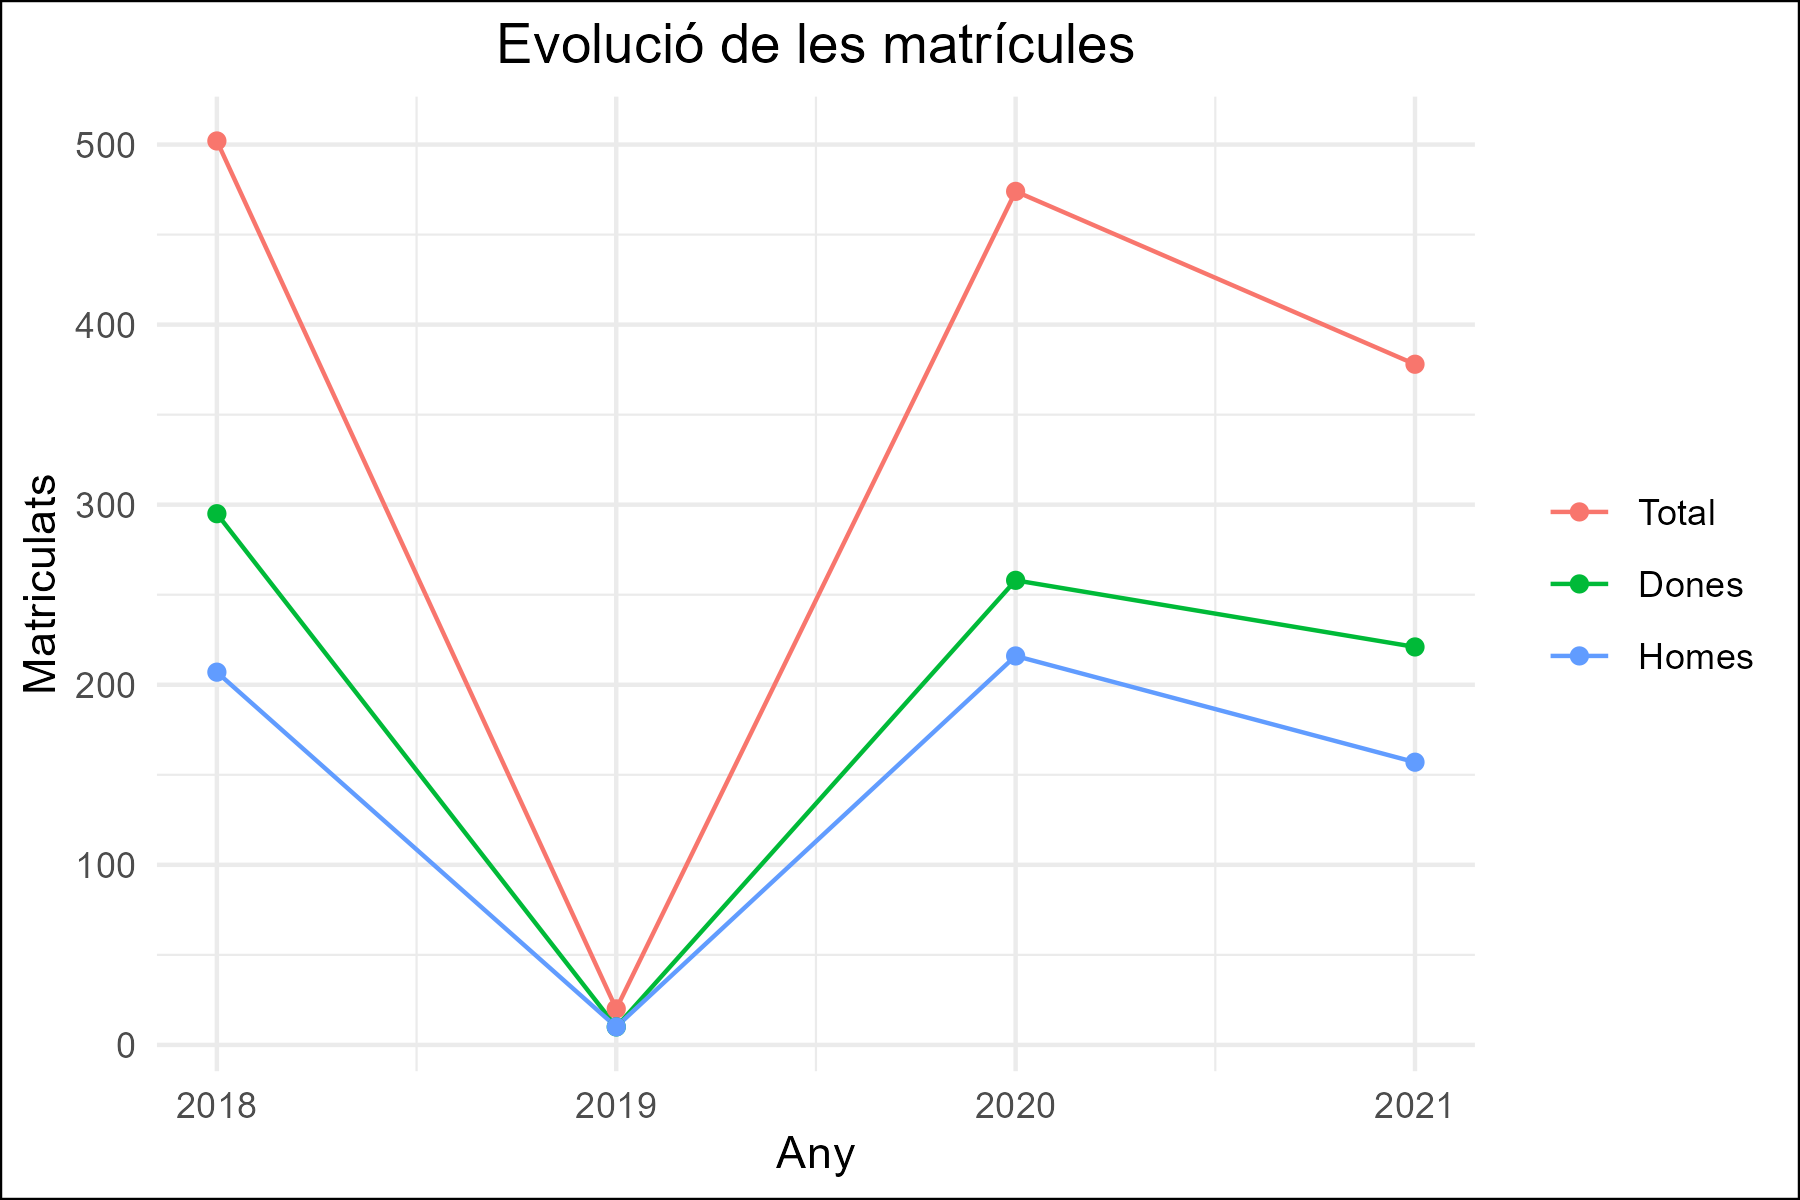 Evolució de les matrícules
500
400
300
200
100
0
Matriculats
2018 2019 2020 2021
Any
Total
Dones
Homes